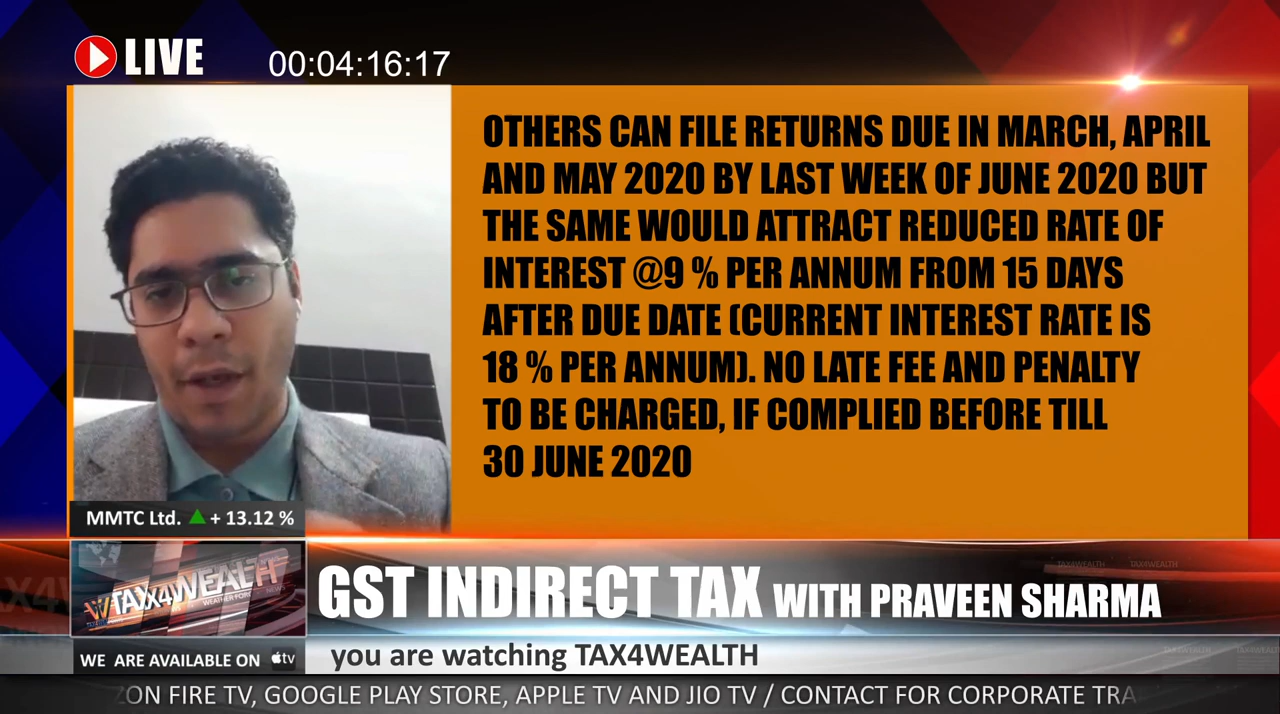 LIVE
00:04:16:17
OTHERS CAN FILE RETURNS DUE IN MARCH, APRIL
AND MAY 2020 BY LAST WEEK OF JUNE 2020 BUT
THE SAME WOULD ATTRACT REDUCED RATE OF
INTEREST @9 % PER ANNUM FROM 15 DAYS
AFTER DUE DATE (CURRENT INTEREST RATE IS
18 % PER ANNUM). NO LATE FEE AND PENALTY
TO BE CHARGED, IF COMPLIED BEFORE TILL
30 JUNE 2020
MMTC Ltd. ▲ + 13.12 %
TAXX4WEALTH
GST INDIRECT TAX WITH PRAVEEN SHARMA
TAX4WEALTH TAX4WEALTH
WE ARE AVAILABLE ON tv
you are watching TAX4WEALTH
ZON FIRE TV, GOOGLE PLAY STORE, APPLE TV AND JIO TV / CONTACT FOR CORPORATE TRA